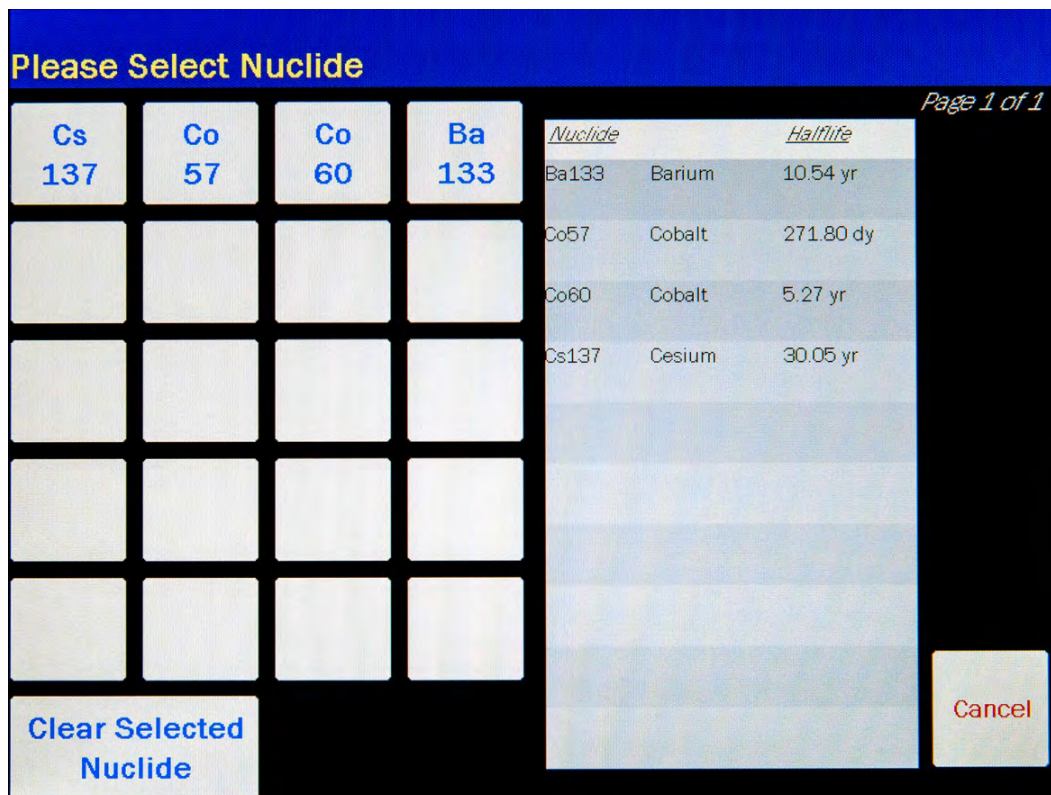 Please Select Nuclide
Page 1 of 1
Cs
137
Co
57
Co
60
Ba
133
Nuclide Halflife
Ba133 Barium 10.54 yr
Co57 Cobalt 271.80 dy
Co60 Cobalt 5.27 yr
Cs137 Cesium 30.05 yr
Clear Selected
Nuclide
Cancel